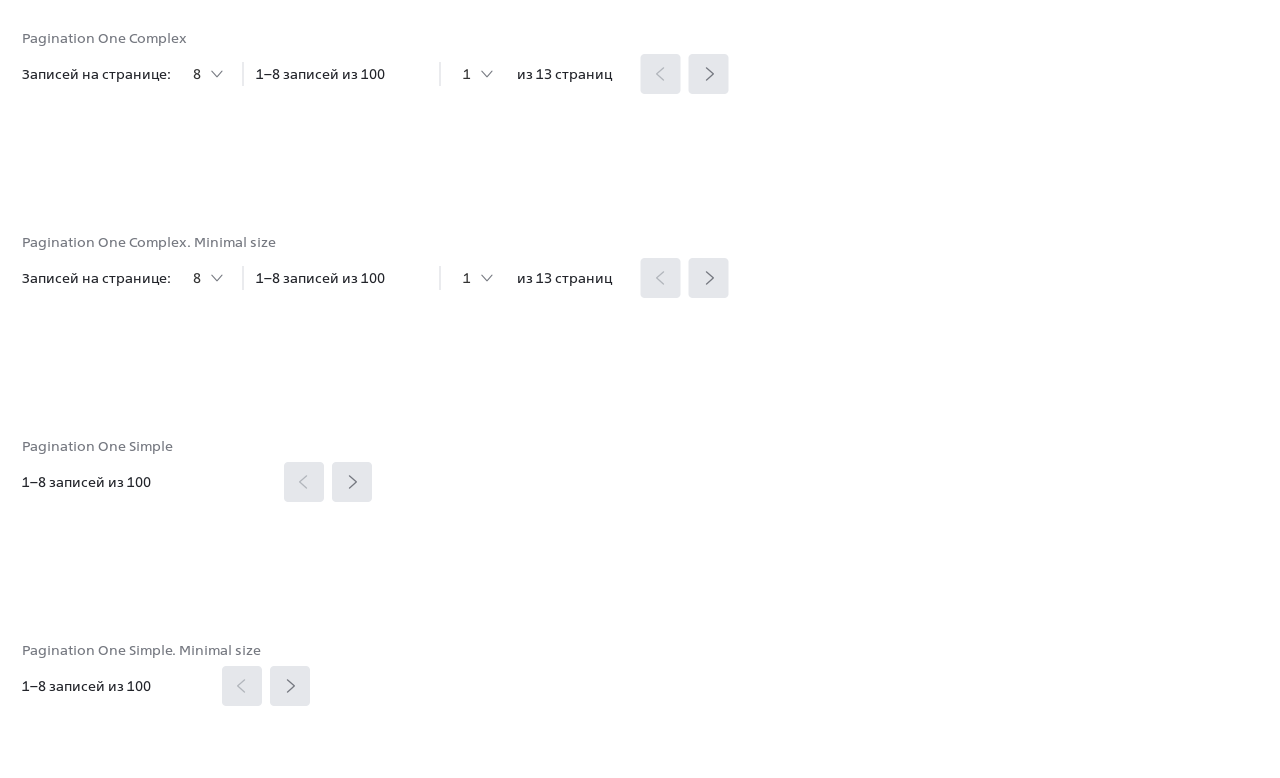 Pagination One Complex
Записей на странице: 8 1–8 записей из 100 1 из 13 страниц
Pagination One Complex. Minimal size
Записей на странице: 8 1–8 записей из 100 1 из 13 страниц
Pagination One Simple
1–8 записей из 100
Pagination One Simple. Minimal size
1–8 записей из 100